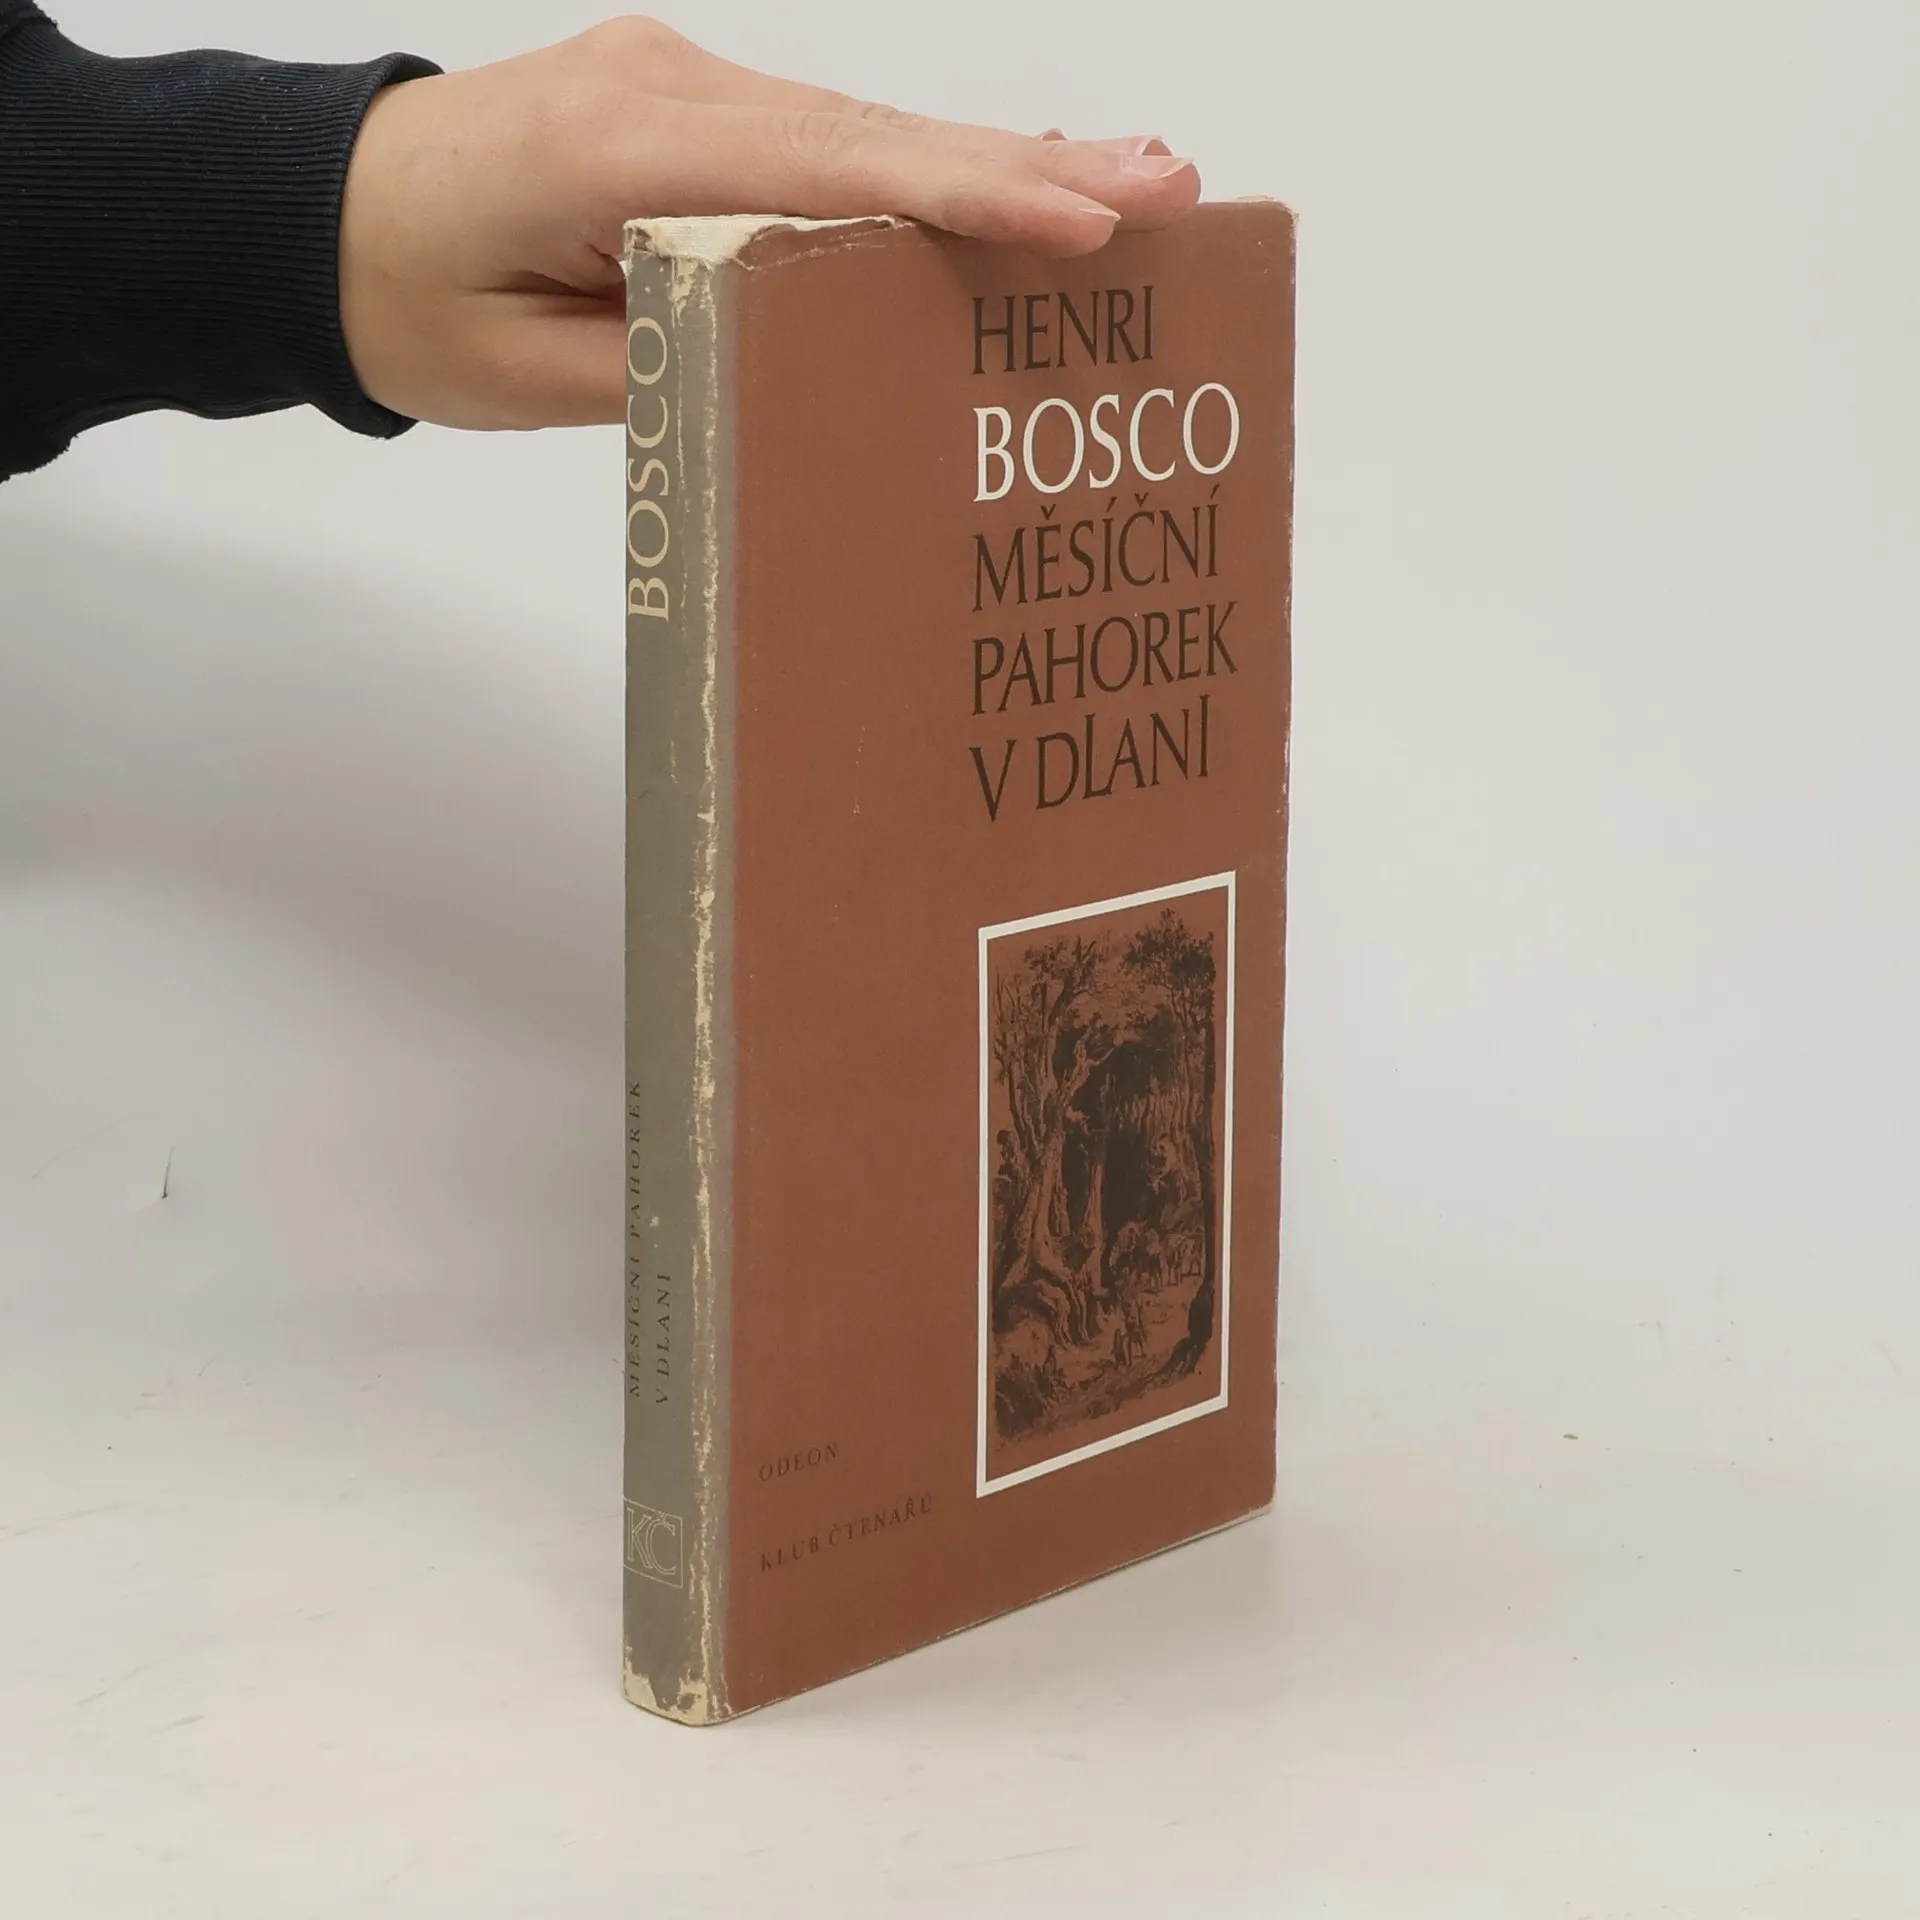 BOSCO
MĚSÍČNÍ PAHOREK
V DLANI
KČ
HENRI
BOSCO
MĚSÍČNÍ
PAHOREK
V DLANI
ODEON
KLUB ČTENÁŘŮ